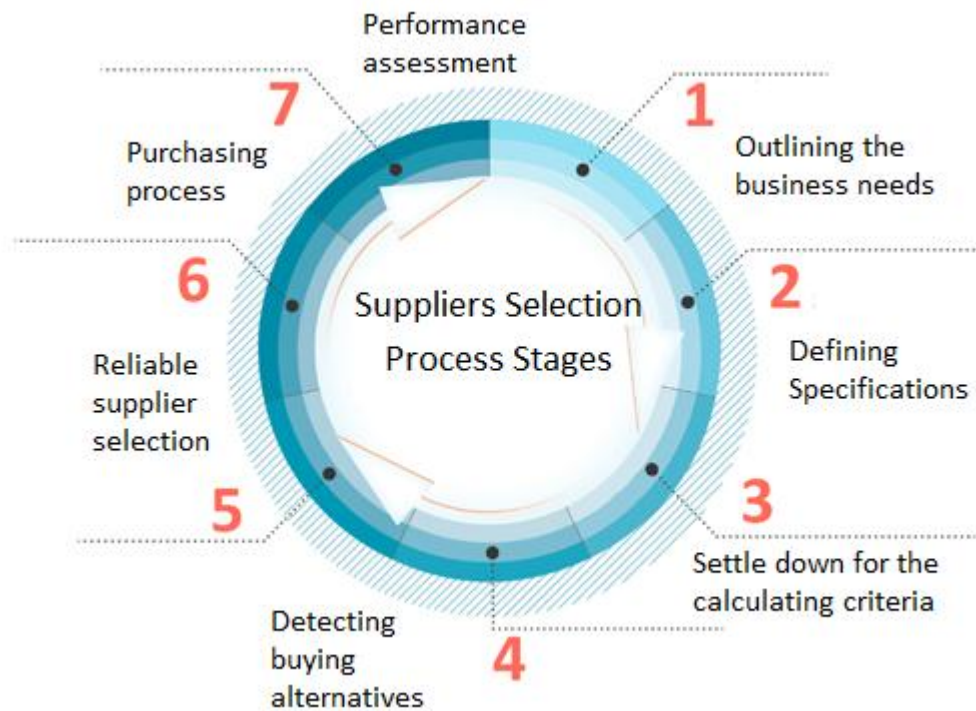 Suppliers Selection
Process Stages
1
Outlining the
business needs
2
Defining
Specifications
3
Settle down for the
calculating criteria
4
Detecting
buying
alternatives
5
Reliable
supplier
selection
6
Purchasing
process
7
Performance
assessment